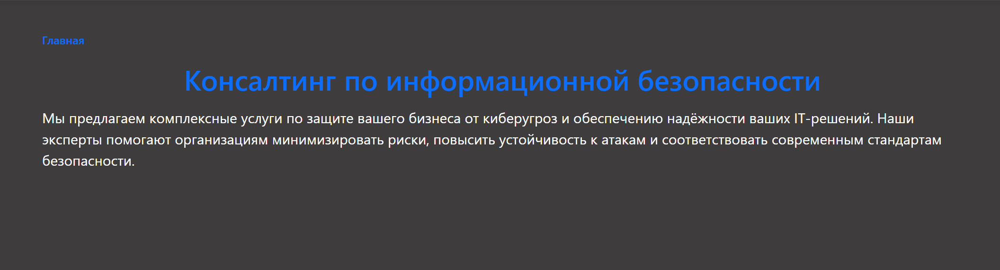 Главная
Консалтинг по информационной безопасности
Мы предлагаем комплексные услуги по защите вашего бизнеса от киберугроз и обеспечению надёжности ваших IT-решений. Наши
эксперты помогают организациям минимизировать риски, повысить устойчивость к атакам и соответствовать современным стандартам
безопасности.